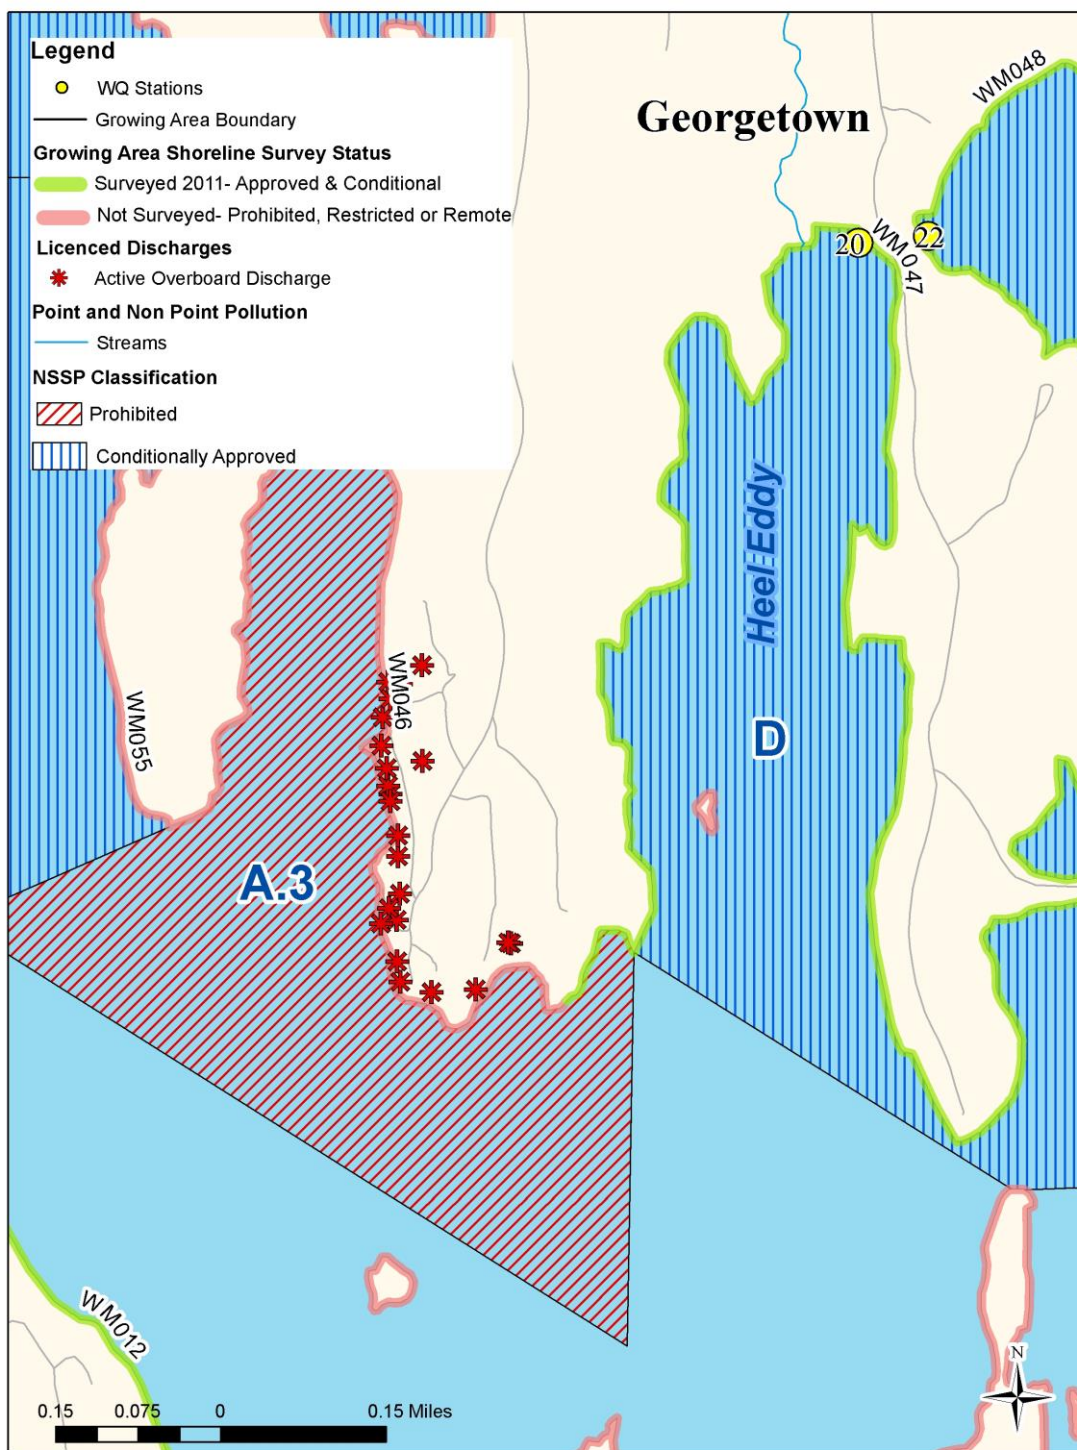 Legend
WQ Stations
Growing Area Boundary
Growing Area Shoreline Survey Status
Surveyed 2011- Approved & Conditional
Not Surveyed- Prohibited, Restricted or Remote
Licenced Discharges
Active Overboard Discharge
Point and Non Point Pollution
Streams
NSSP Classification
Prohibited
Conditionally Approved
Georgetown
WM048
20
WM047
22
Heel Eddy
WM046
WM055
D
A.3
WM012
N
0.15 0.075 0 0.15 Miles